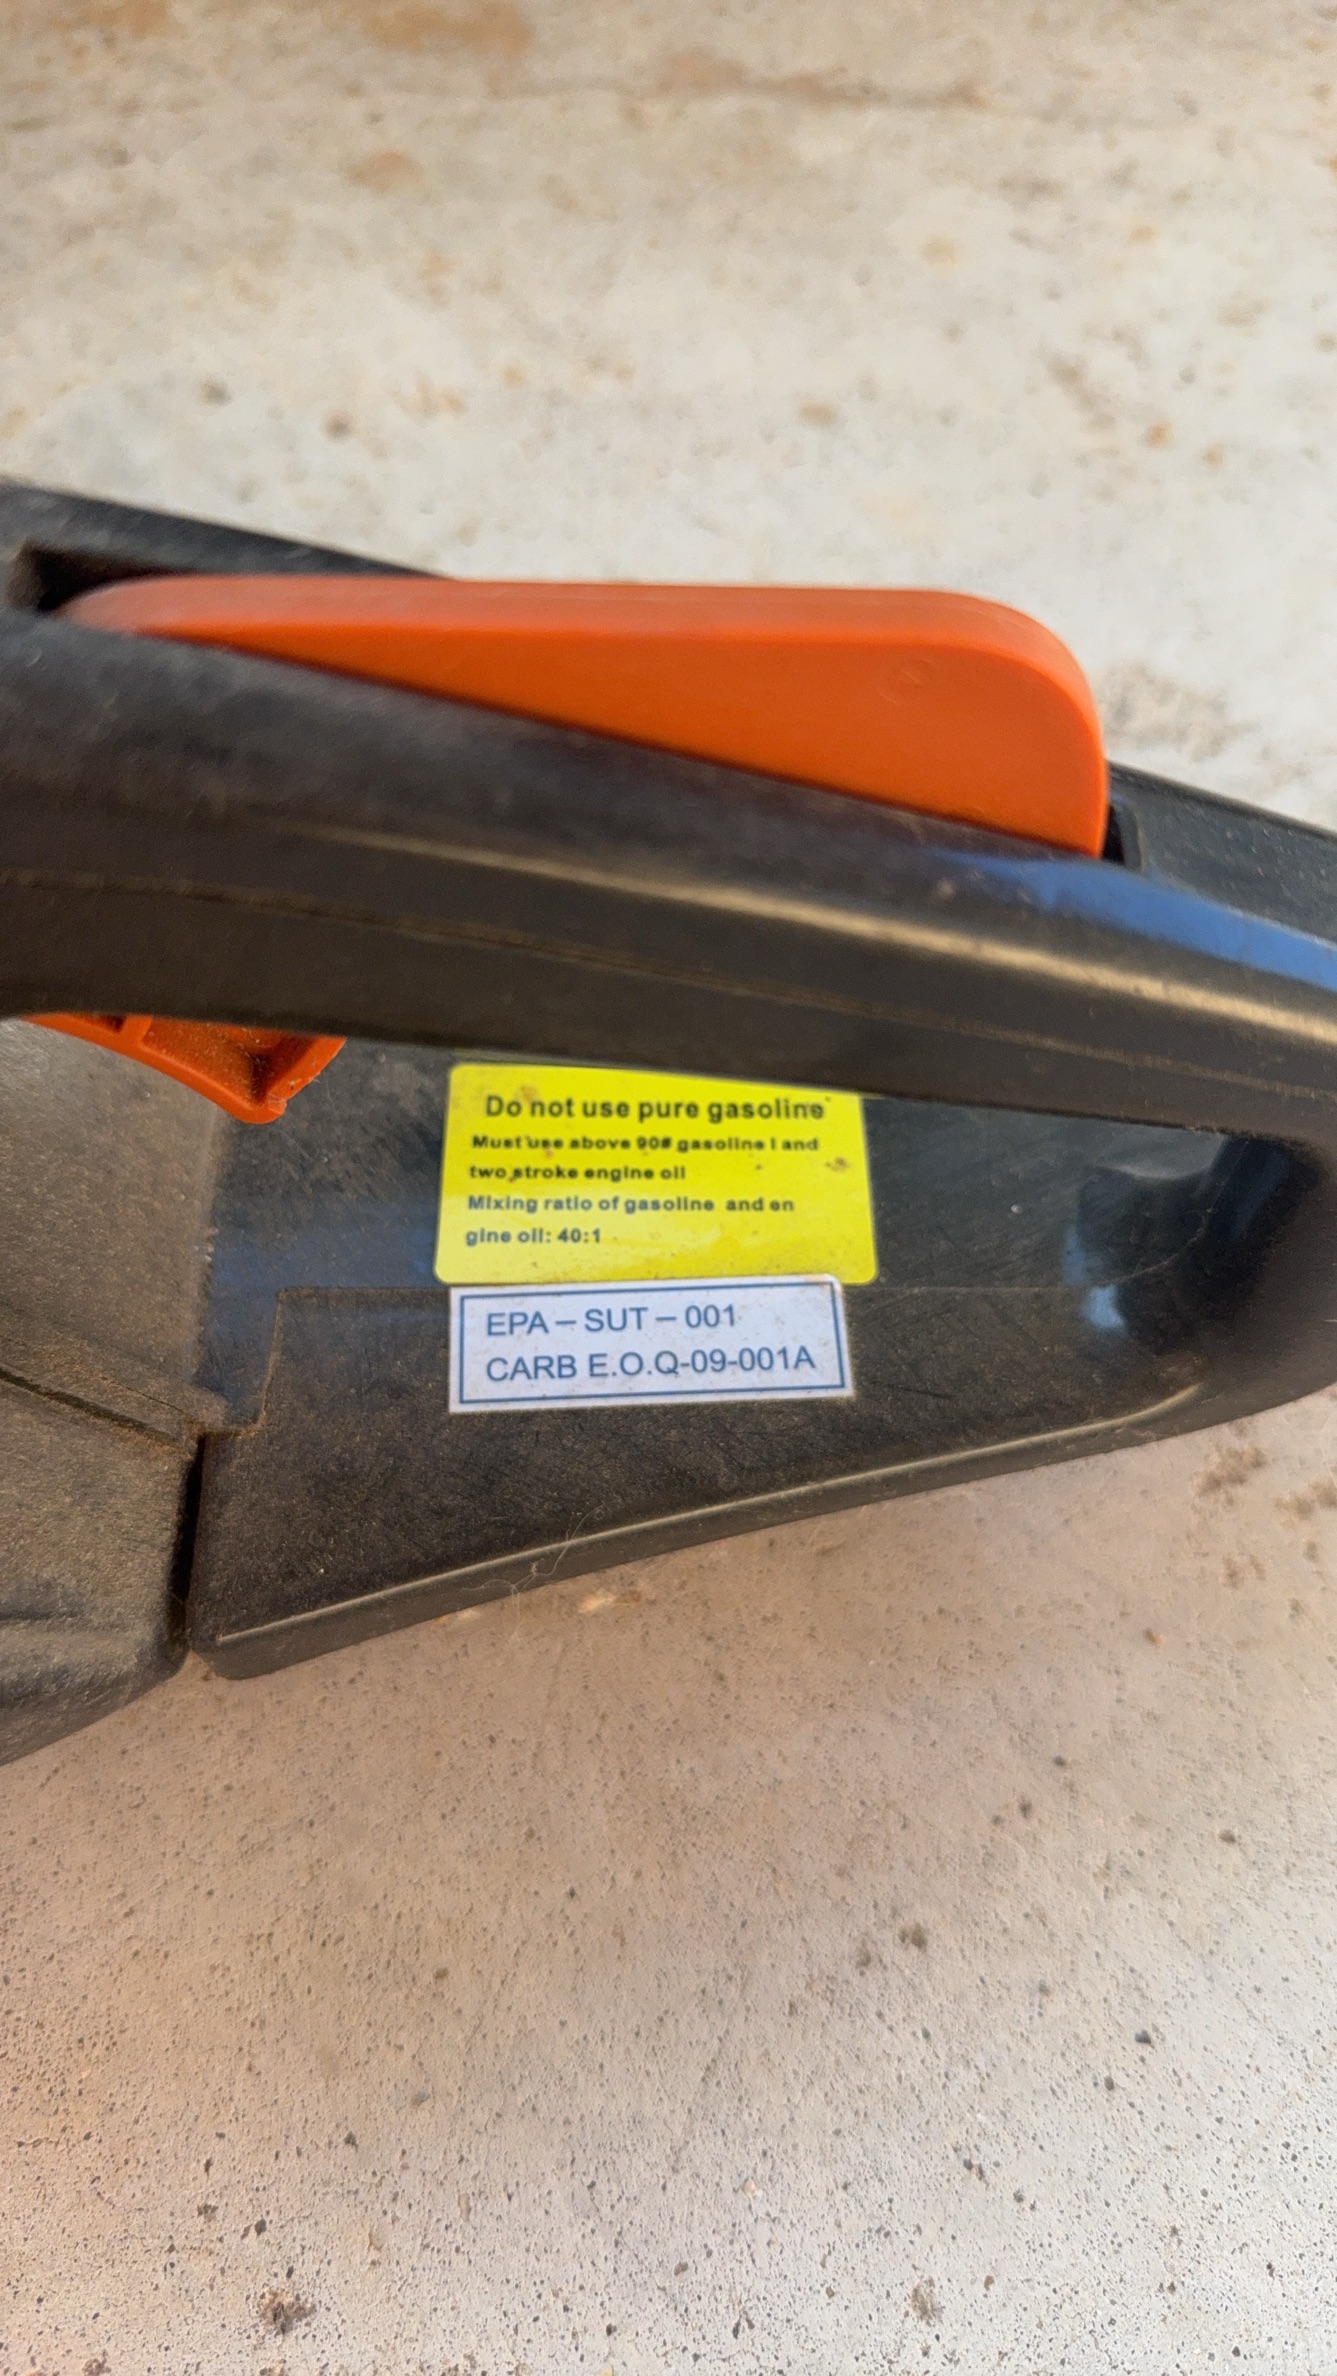 Do not use pure gasoline
Must use above 90# gasoline l and
two stroke engine oil
Mixing ratio of gasoline and en
gine oil: 40:1
EPA – SUT – 001
CARB E.O.Q-09-001A